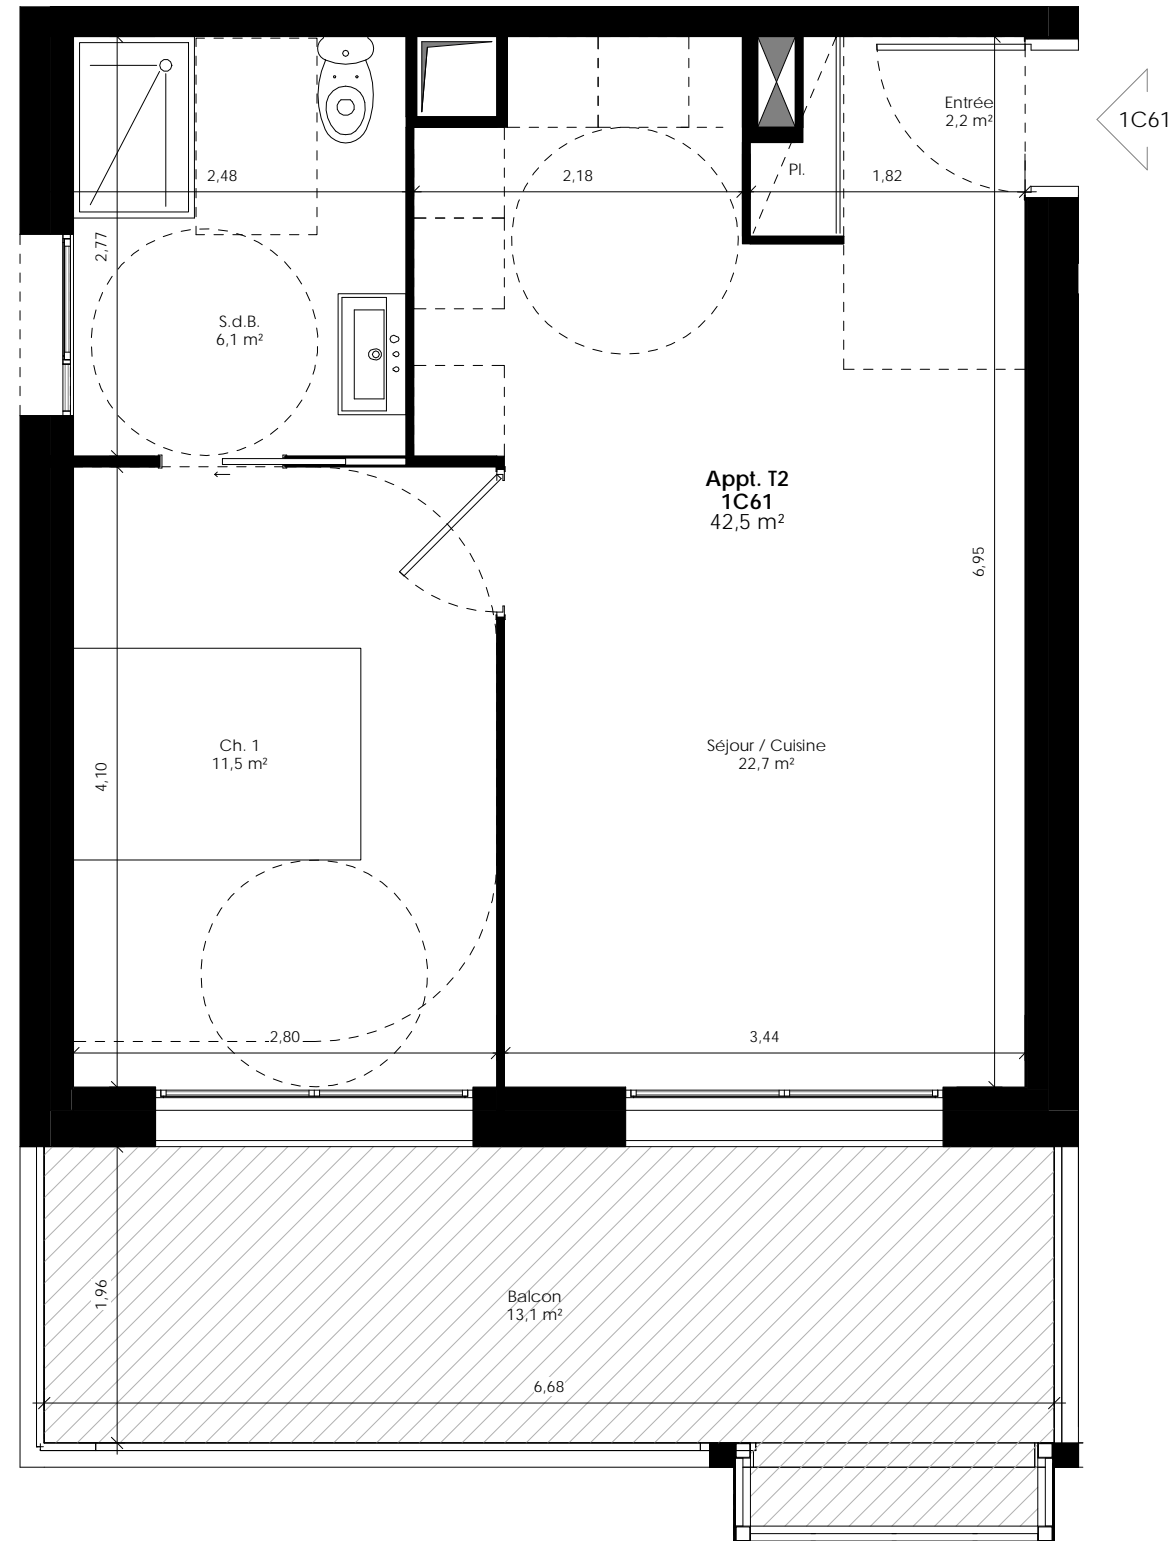 Entrée
2,2 m²
1C61
2,48
2,18
Pl.
1,82
2,77
S.d.B.
6,1 m²
Appt. T2
1C61
42,5 m²
6,95
Ch. 1
11,5 m²
Séjour / Cuisine
22,7 m²
4,10
2,80
3,44
1,96
Balcon
13,1 m²
6,68